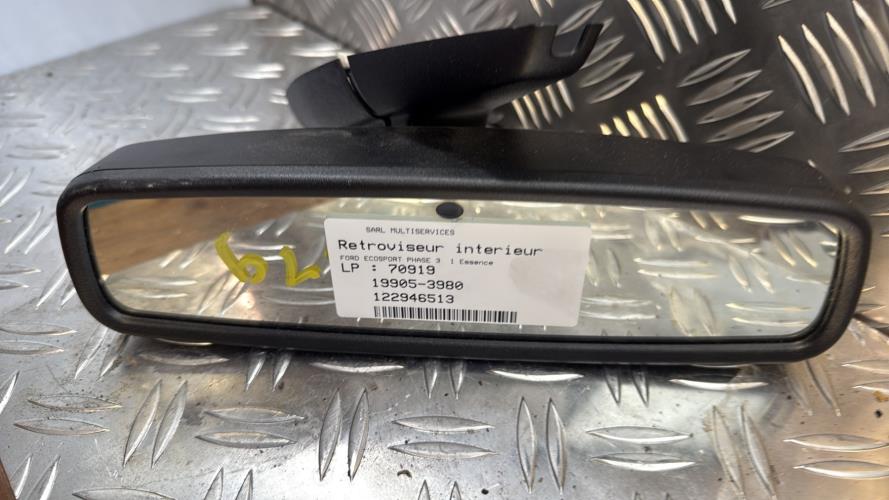 SARL MULTISERVICES
Retroviseur interieur
FORD ECOSPORT PHASE 3 1 Essence
LP : 70919
19905-3980
122946513